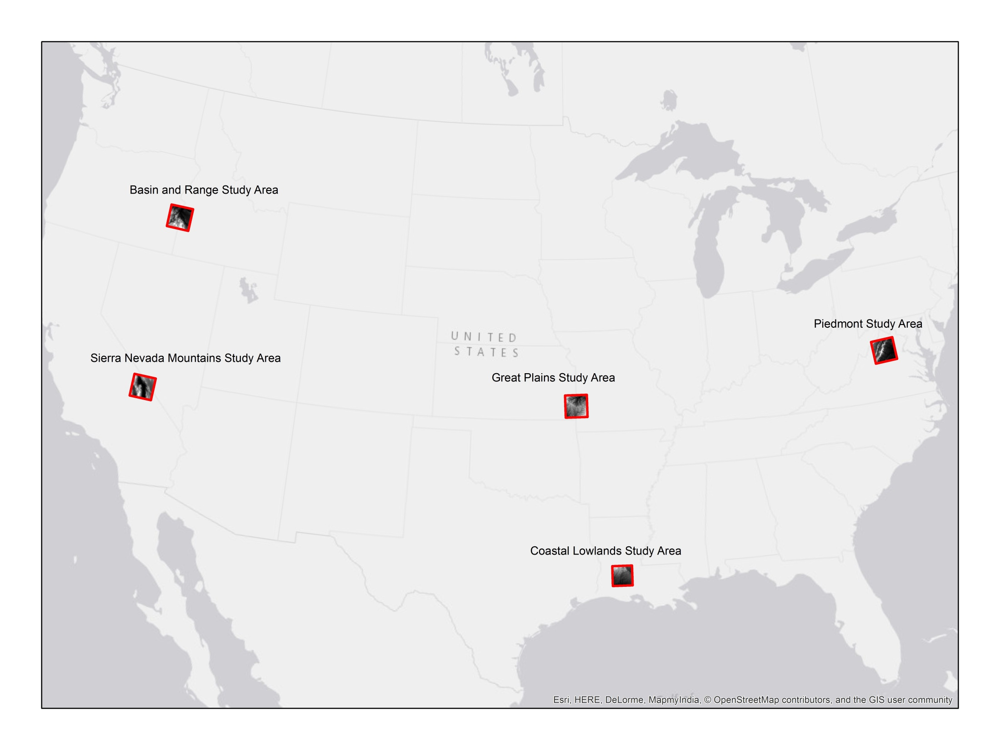 Basin and Range Study Area
Piedmont Study Area
UNITED
STATES
Sierra Nevada Mountains Study Area
Great Plains Study Area
Coastal Lowlands Study Area
Esri, HERE, DeLorme, MapmyIndia, © OpenStreetMap contributors, and the GIS user community